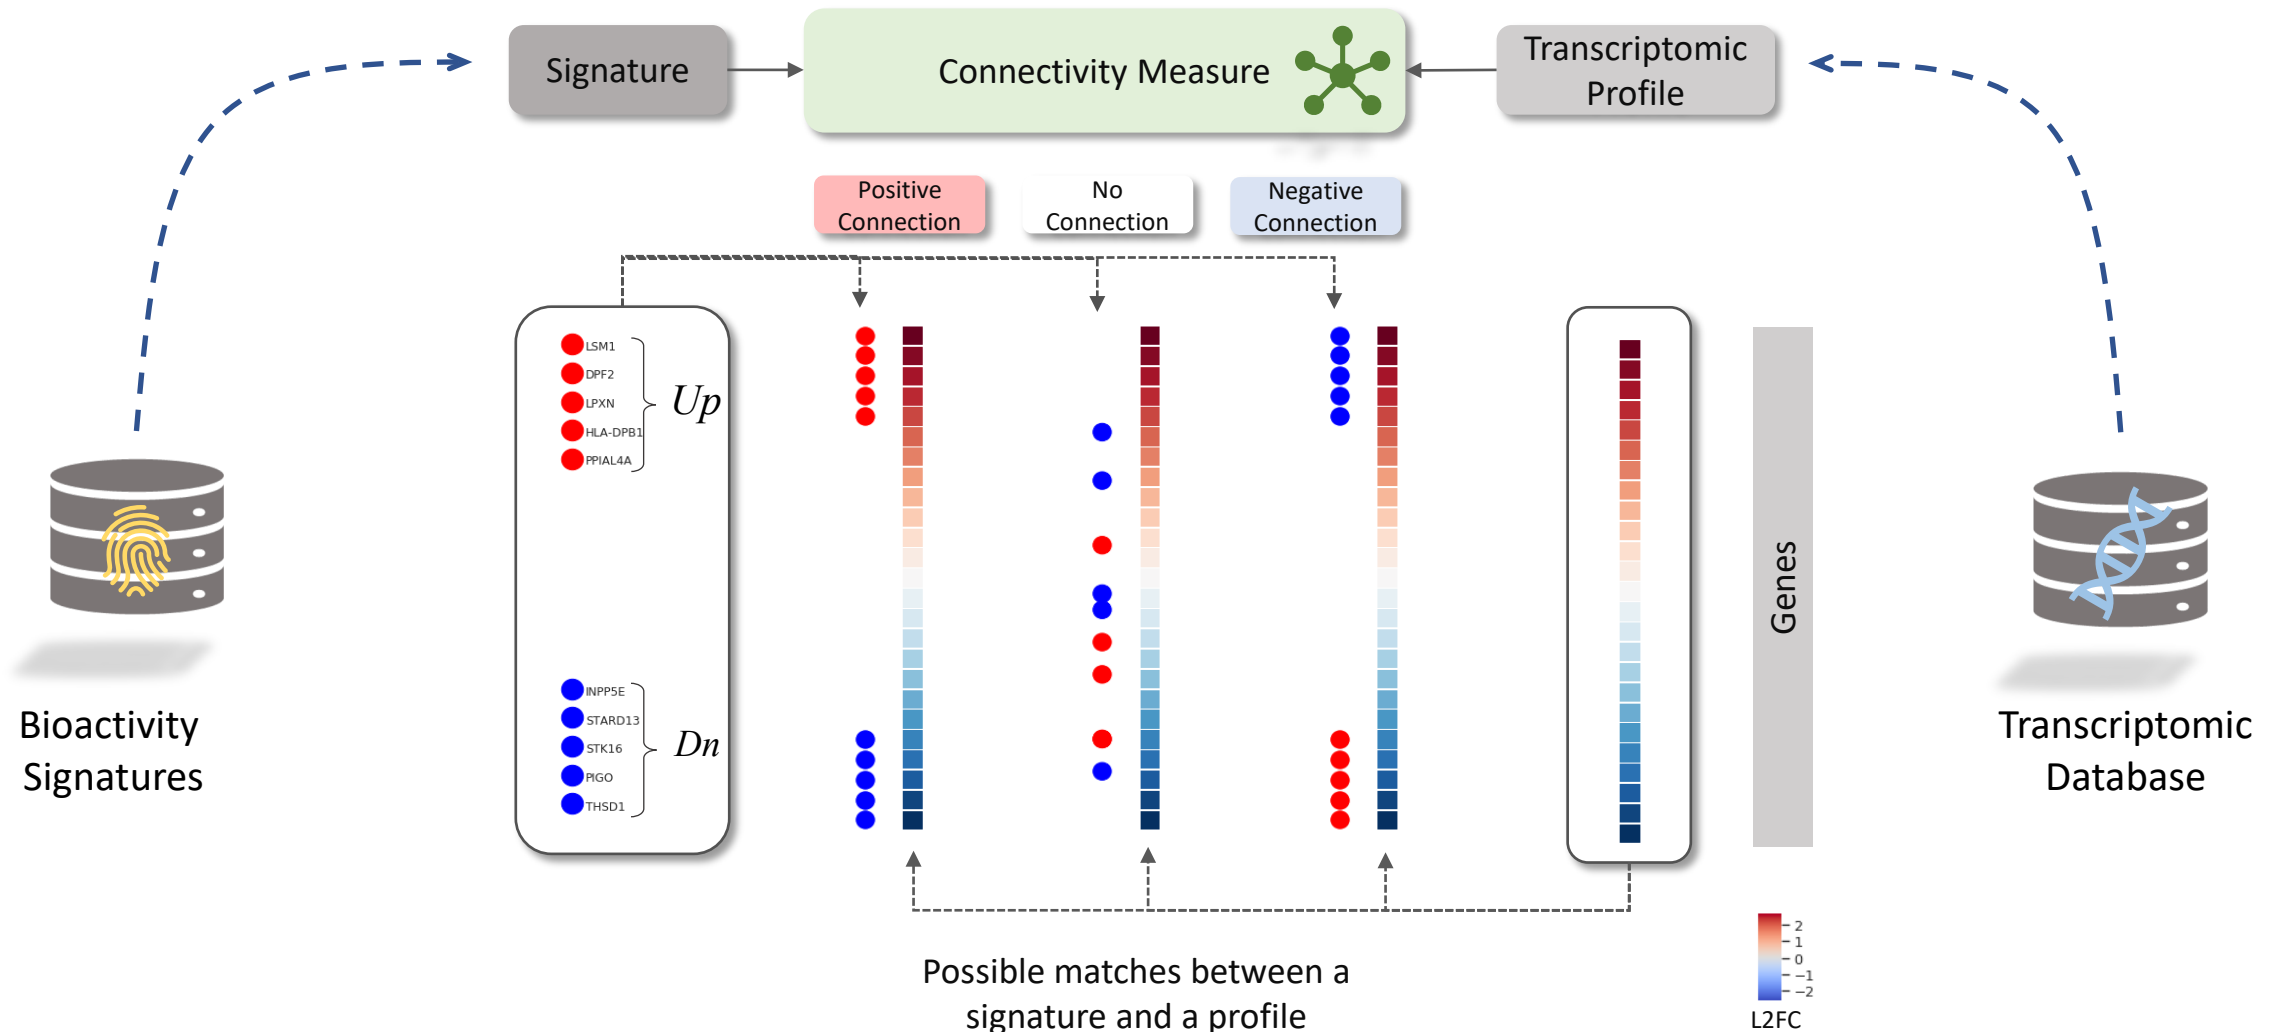 Signature
Connectivity Measure
Transcriptomic
Profile
Positive
Connection
No
Connection
Negative
Connection
LSM1
DPF2
LPXN
HLA-DPB1
PPIAL4A
Up
INPP5E
STARD13
STK16
PIGO
THSD1
Dn
Genes
Bioactivity
Signatures
Transcriptomic
Database
Possible matches between a
signature and a profile
2
1
0
−1
−2
L2FC